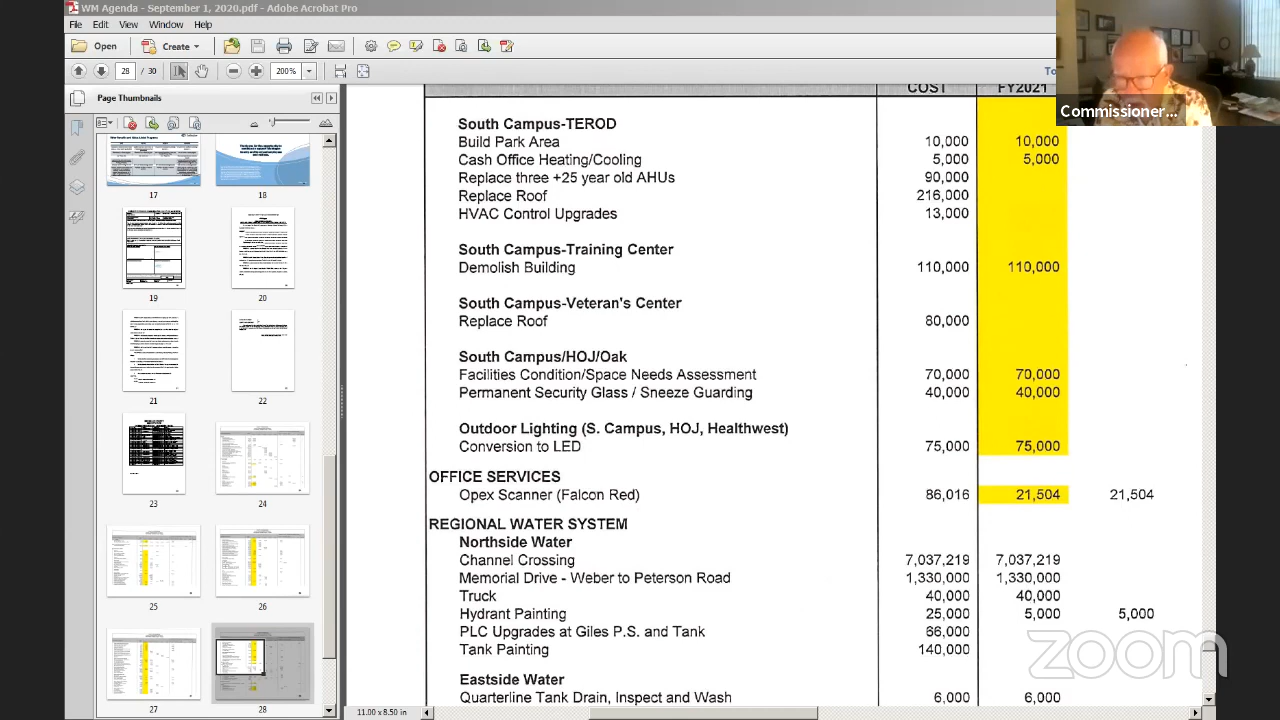 WM Agenda - September 1, 2020.pdf - Adobe Acrobat Pro
File Edit View Window Help
Open Create
28 / 30 200% To
Page Thumbnails
17 18
19 20
21 22
23 24
25 26
27 28
Commissioner...
COST FY2021
South Campus-TEROD
Build Park Area 10,000 10,000
Cash Office Heating/Cooling 5,000 5,000
Replace three +25 year old AHUs 90,000
Replace Roof 216,000
HVAC Control Upgrades 13,000
South Campus-Training Center
Demolish Building 110,000 110,000
South Campus-Veteran's Center
Replace Roof 80,000
South Campus/HOJ/Oak
Facilities Condition/Space Needs Assessment 70,000 70,000
Permanent Security Glass / Sneeze Guarding 40,000 40,000
Outdoor Lighting (S. Campus, HOJ, Healthwest)
Conversion to LED 75,000 75,000
OFFICE SERVICES
Opex Scanner (Falcon Red) 86,016 21,504 21,504
REGIONAL WATER SYSTEM
Northside Water
Channel Crossing 7,037,219 7,037,219
Memorial Drive - Weber to Peterson Road 1,330,000 1,330,000
Truck 40,000 40,000
Hydrant Painting 25,000 5,000 5,000
PLC Upgrades at Giles P.S. and Tank 66,000
Tank Painting 140,000
Eastside Water
Quarterline Tank Drain, Inspect and Wash 6,000 6,000
zoom
11.00 x 8.50 in